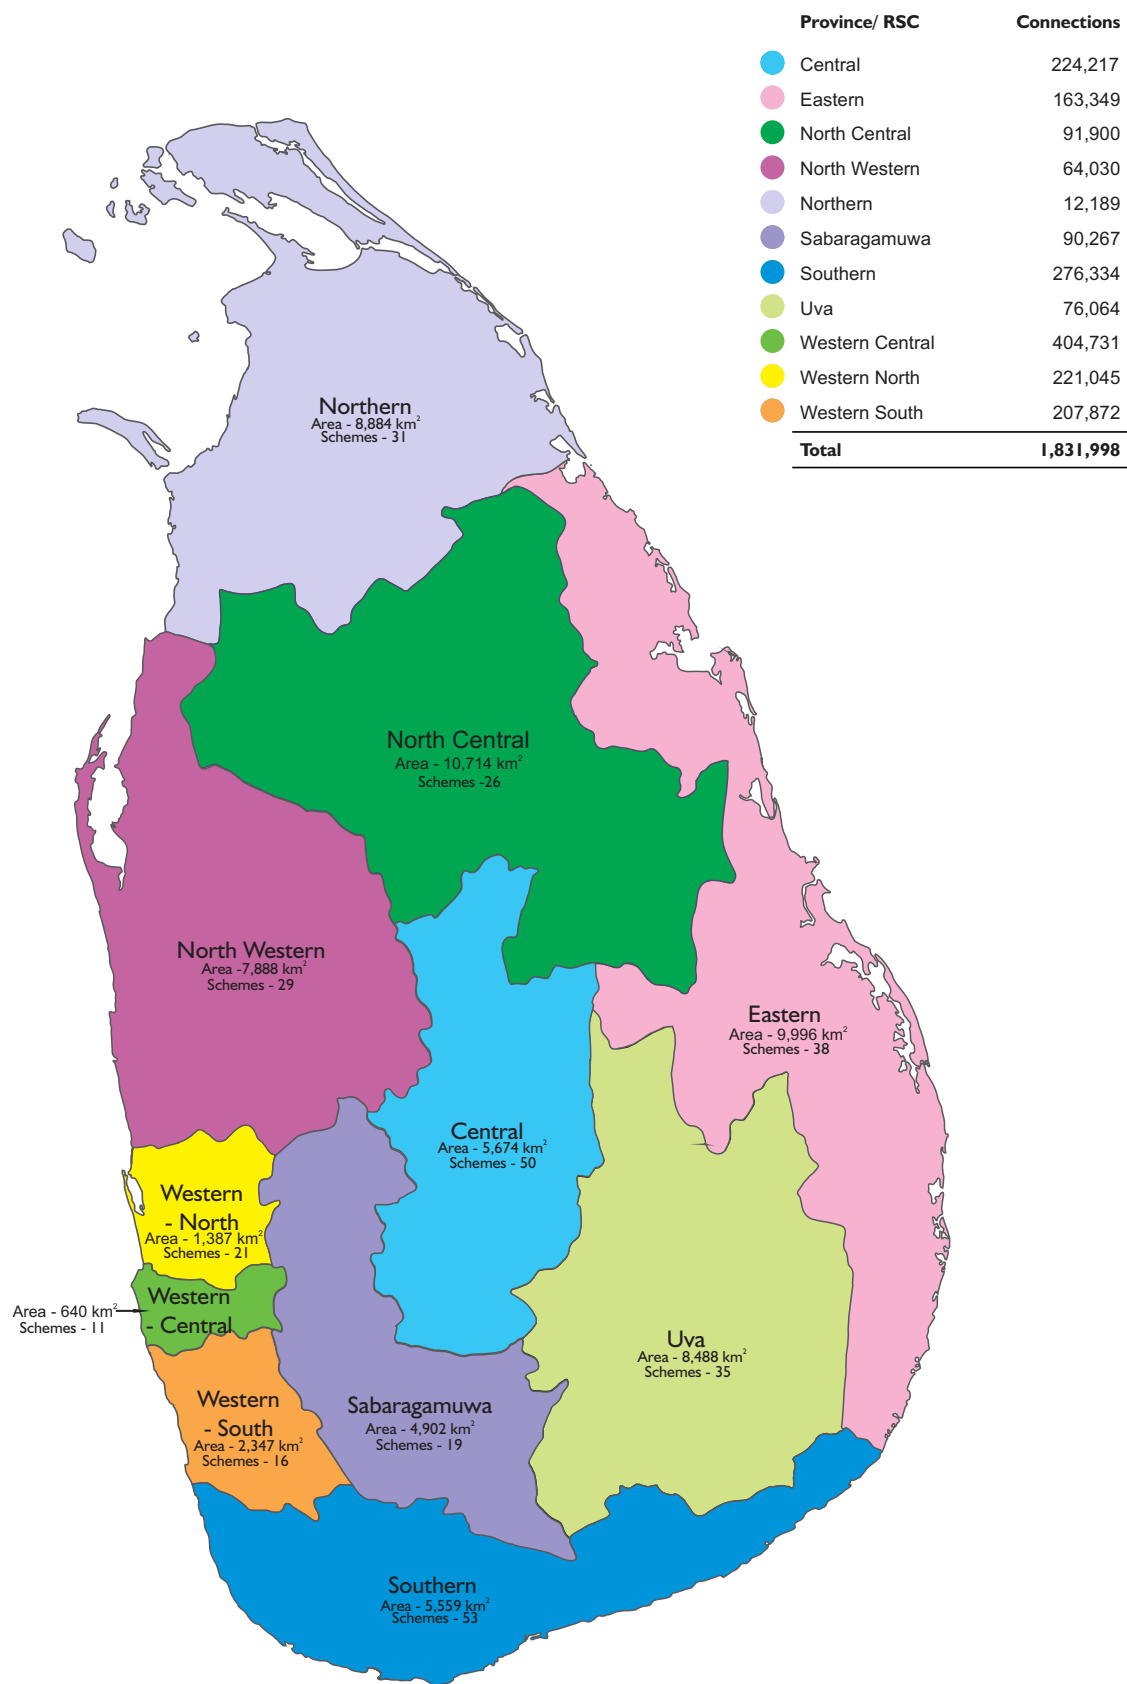 Province/ RSC Connections
Central 224,217
Eastern 163,349
North Central 91,900
North Western 64,030
Northern 12,189
Sabaragamuwa 90,267
Southern 276,334
Uva 76,064
Western Central 404,731
Western North 221,045
Western South 207,872
Total 1,831,998
Northern
Area - 8,884 km²
Schemes - 31
North Central
Area - 10,714 km²
Schemes -26
North Western
Area -7,888 km²
Schemes - 29
Eastern
Area - 9,996 km²
Schemes - 38
Central
Area - 5,674 km²
Schemes - 50
Western
- North
Area - 1,387 km²
Schemes - 21
Western
- Central
Area - 640 km²
Schemes - 11
Uva
Area - 8,488 km²
Schemes - 35
Western
- South
Area - 2,347 km²
Schemes - 16
Sabaragamuwa
Area - 4,902 km²
Schemes - 19
Southern
Area - 5,559 km²
Schemes - 53